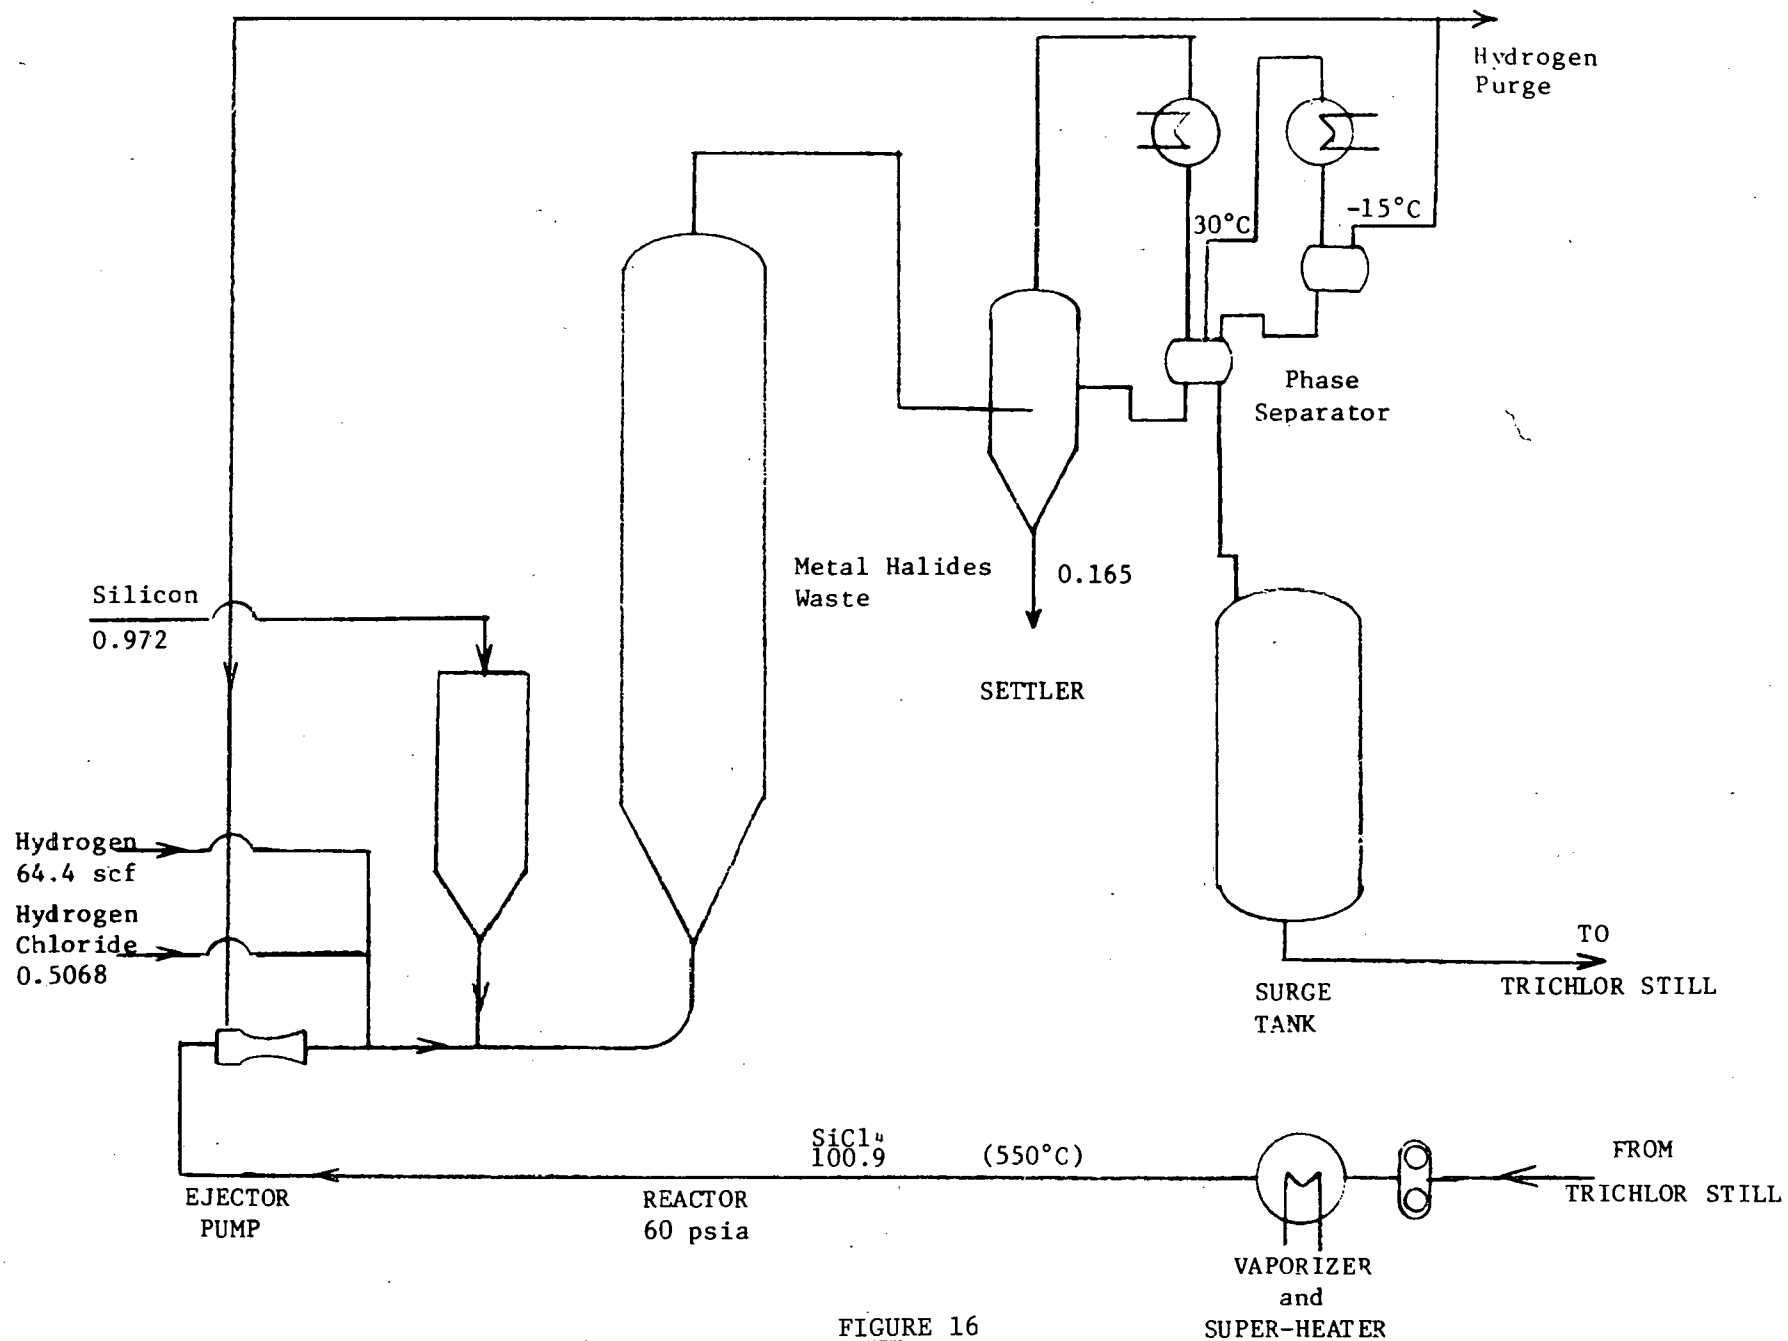 Hydrogen
Purge
30°C
-15°C
Phase
Separator
Metal Halides
Waste
0.165
Silicon
0.972
SETTLER
Hydrogen
64.4 scf
Hydrogen
Chloride
0.5068
TO
TRICHLOR STILL
SURGE
TANK
SiCl₄
100.9
(550°C)
FROM
TRICHLOR STILL
EJECTOR
PUMP
REACTOR
60 psia
VAPORIZER
and
SUPER-HEATER
FIGURE 16